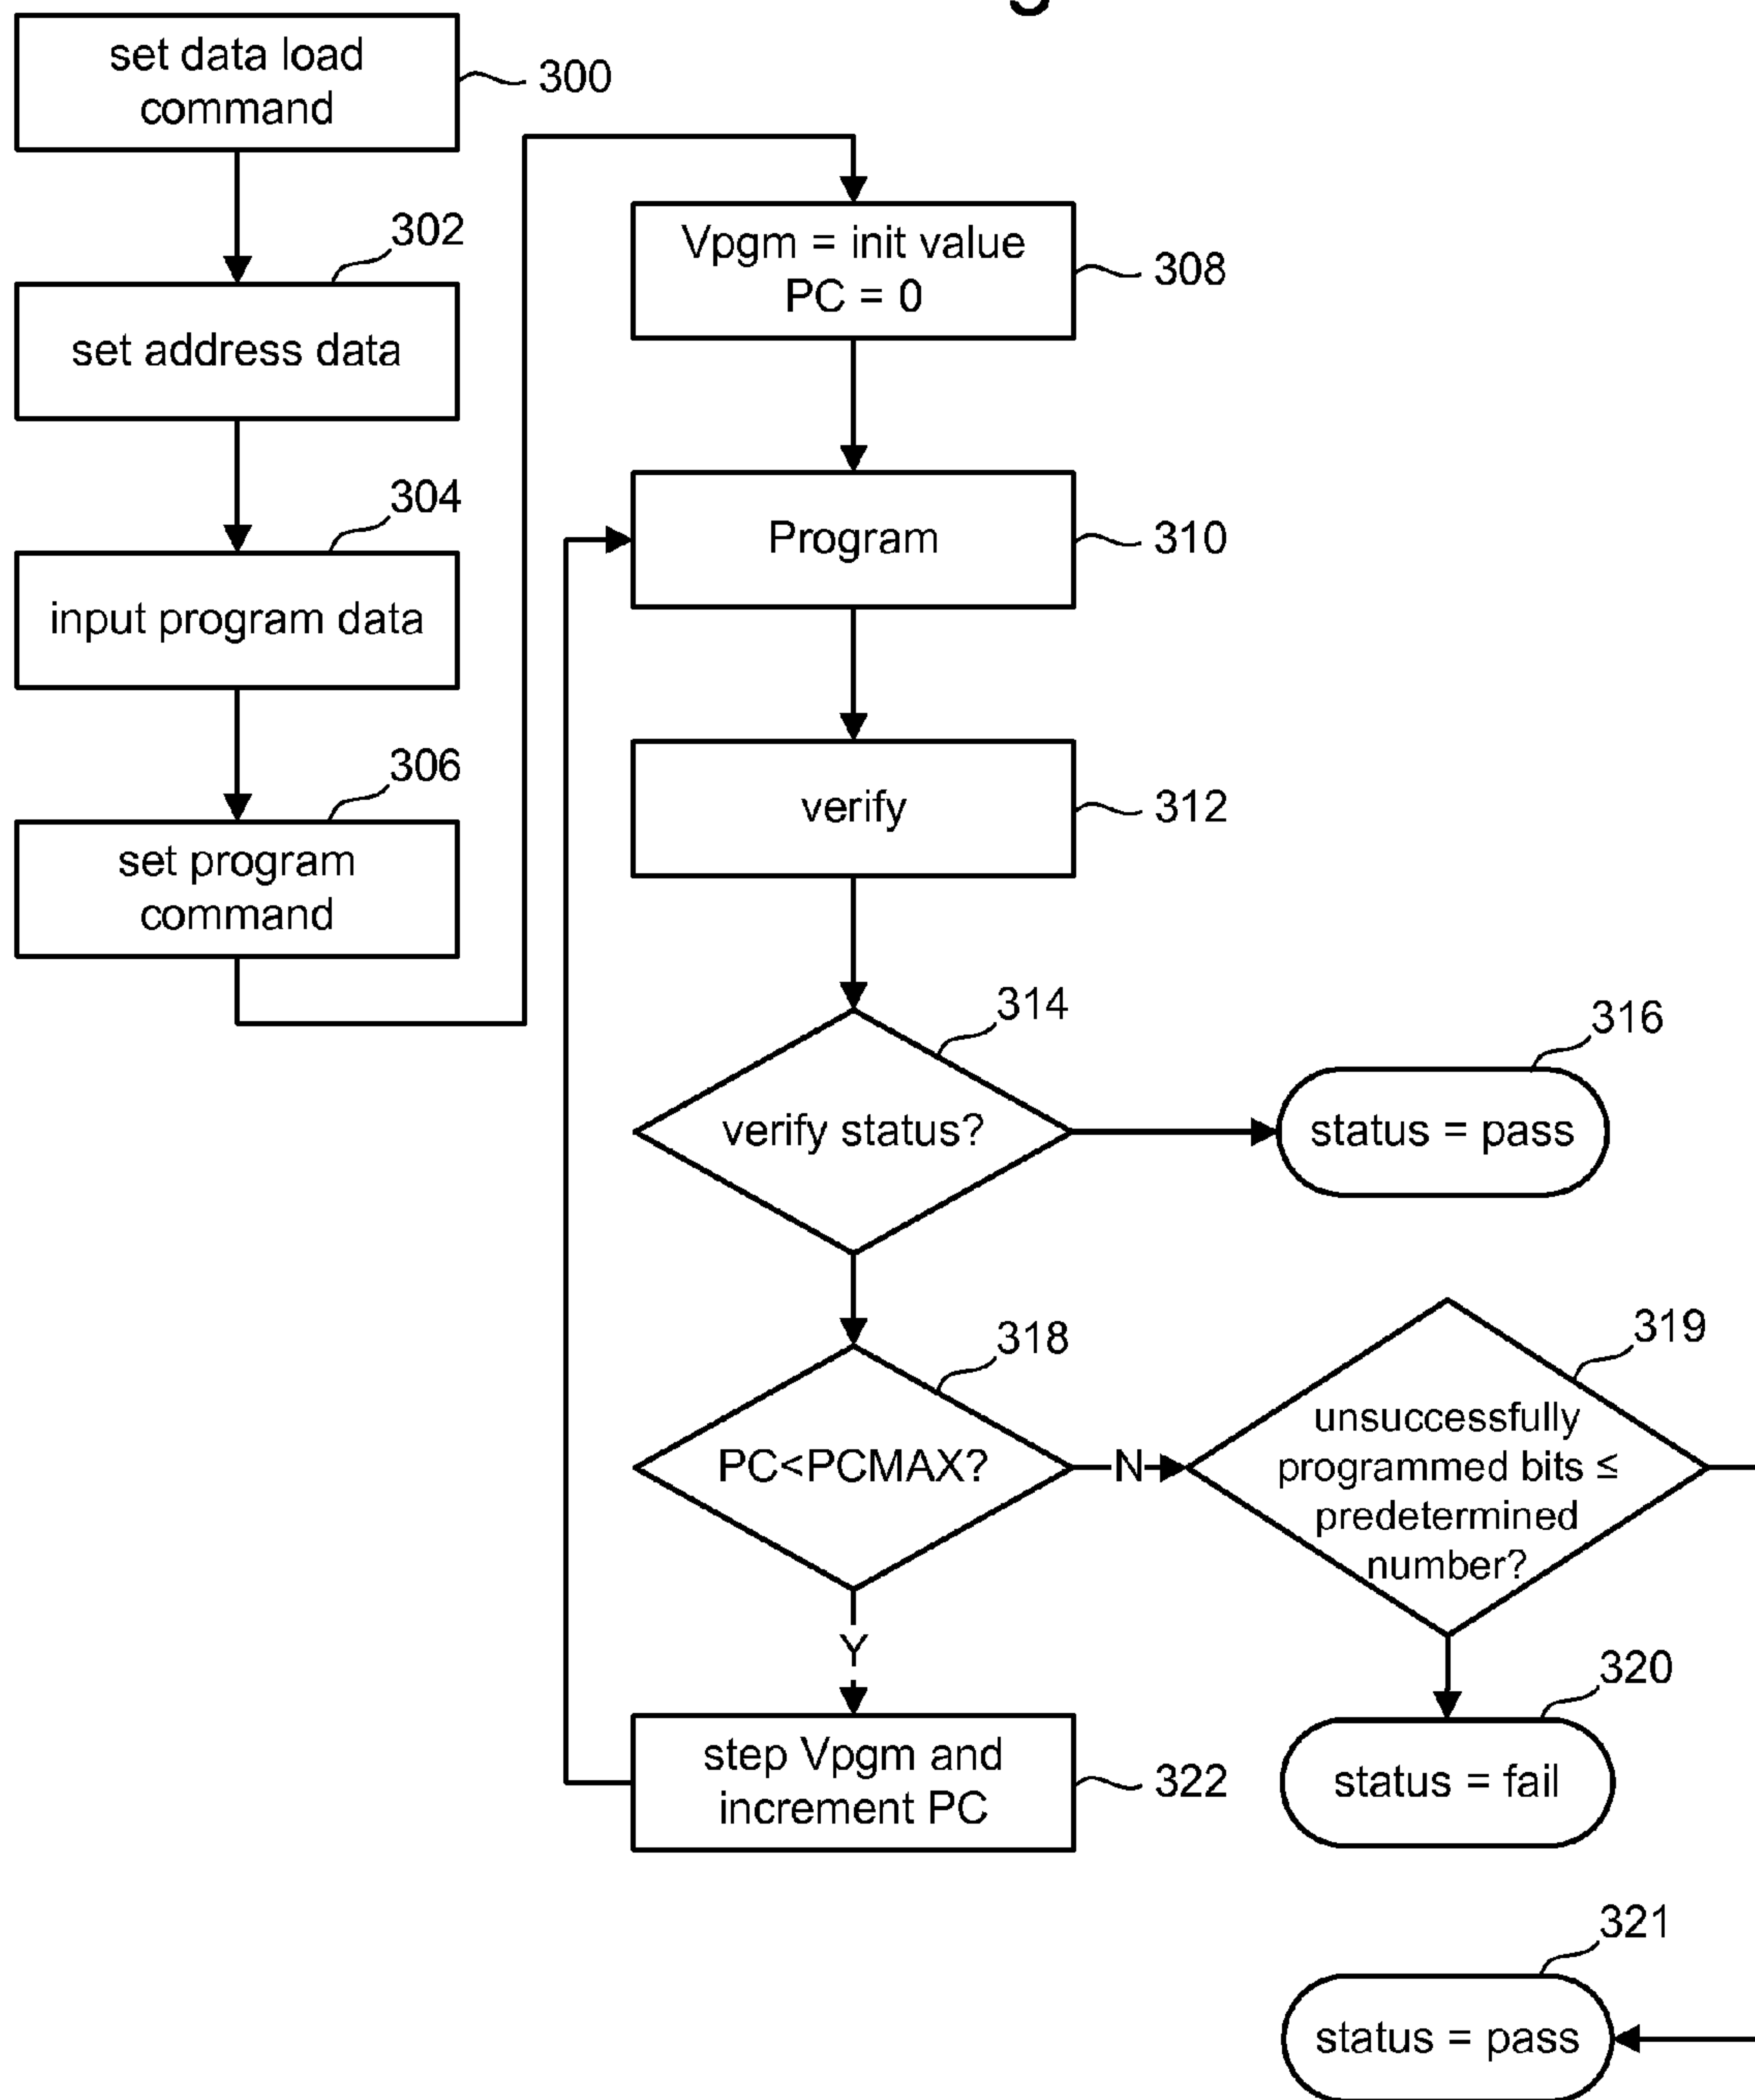 set data load
command
300
302
set address data
304
input program data
306
set program
command
Vpgm = init value
PC = 0
308
Program
310
verify
312
314
verify status?
316
status = pass
318
PC<PCMAX?
N
319
unsuccessfully
programmed bits ≤
predetermined
number?
Y
320
status = fail
step Vpgm and
increment PC
322
321
status = pass